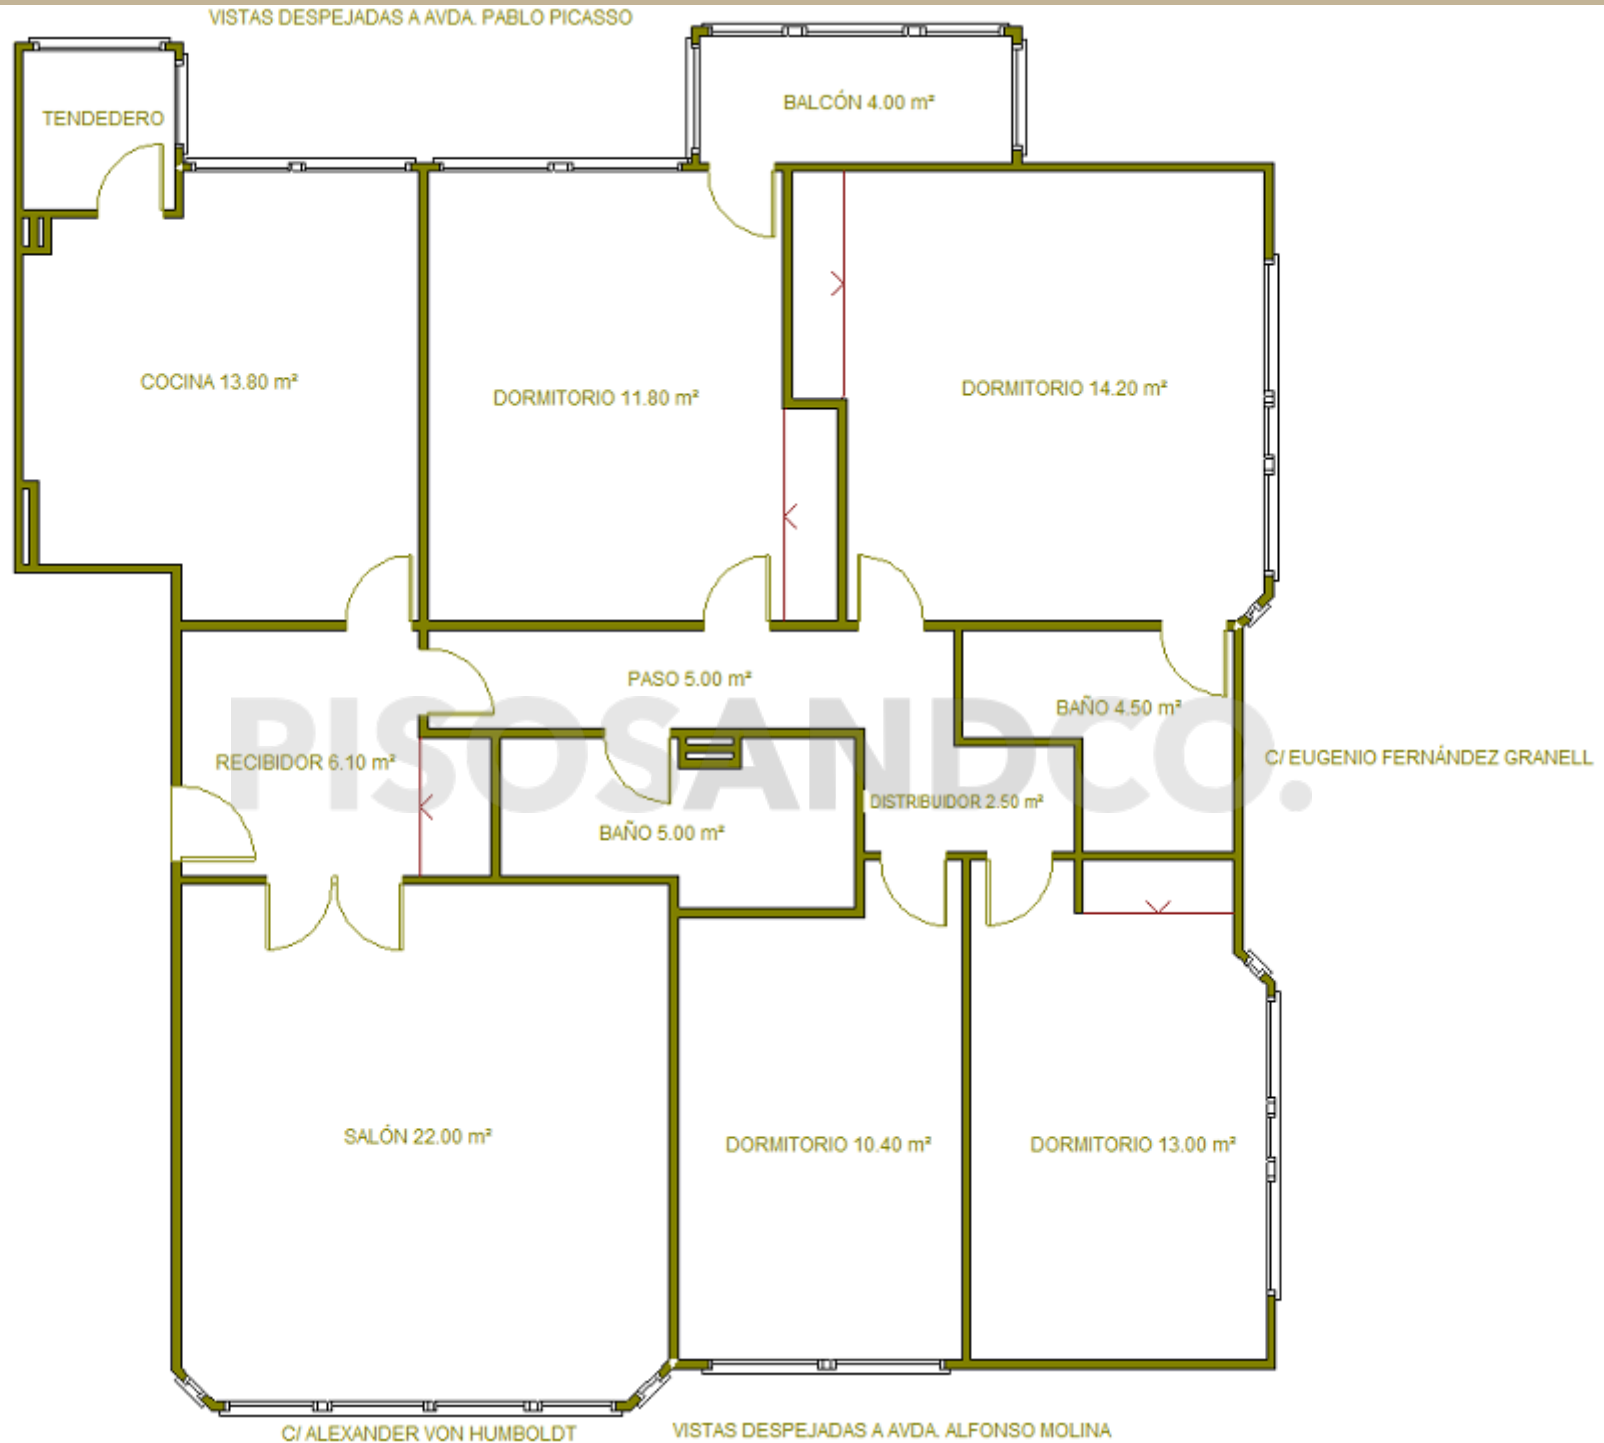 VISTAS DESPEJADAS A AVDA. PABLO PICASSO
TENDEDERO
BALCÓN 4.00 m²
COCINA 13.80 m²
DORMITORIO 11.80 m²
DORMITORIO 14.20 m²
PASO 5.00 m²
BAÑO 4.50 m²
PISOSANDCO.
RECIBIDOR 6.10 m²
C/ EUGENIO FERNÁNDEZ GRANELL
DISTRIBUIDOR 2.50 m²
BAÑO 5.00 m²
SALÓN 22.00 m²
DORMITORIO 10.40 m²
DORMITORIO 13.00 m²
C/ ALEXANDER VON HUMBOLDT
VISTAS DESPEJADAS A AVDA. ALFONSO MOLINA